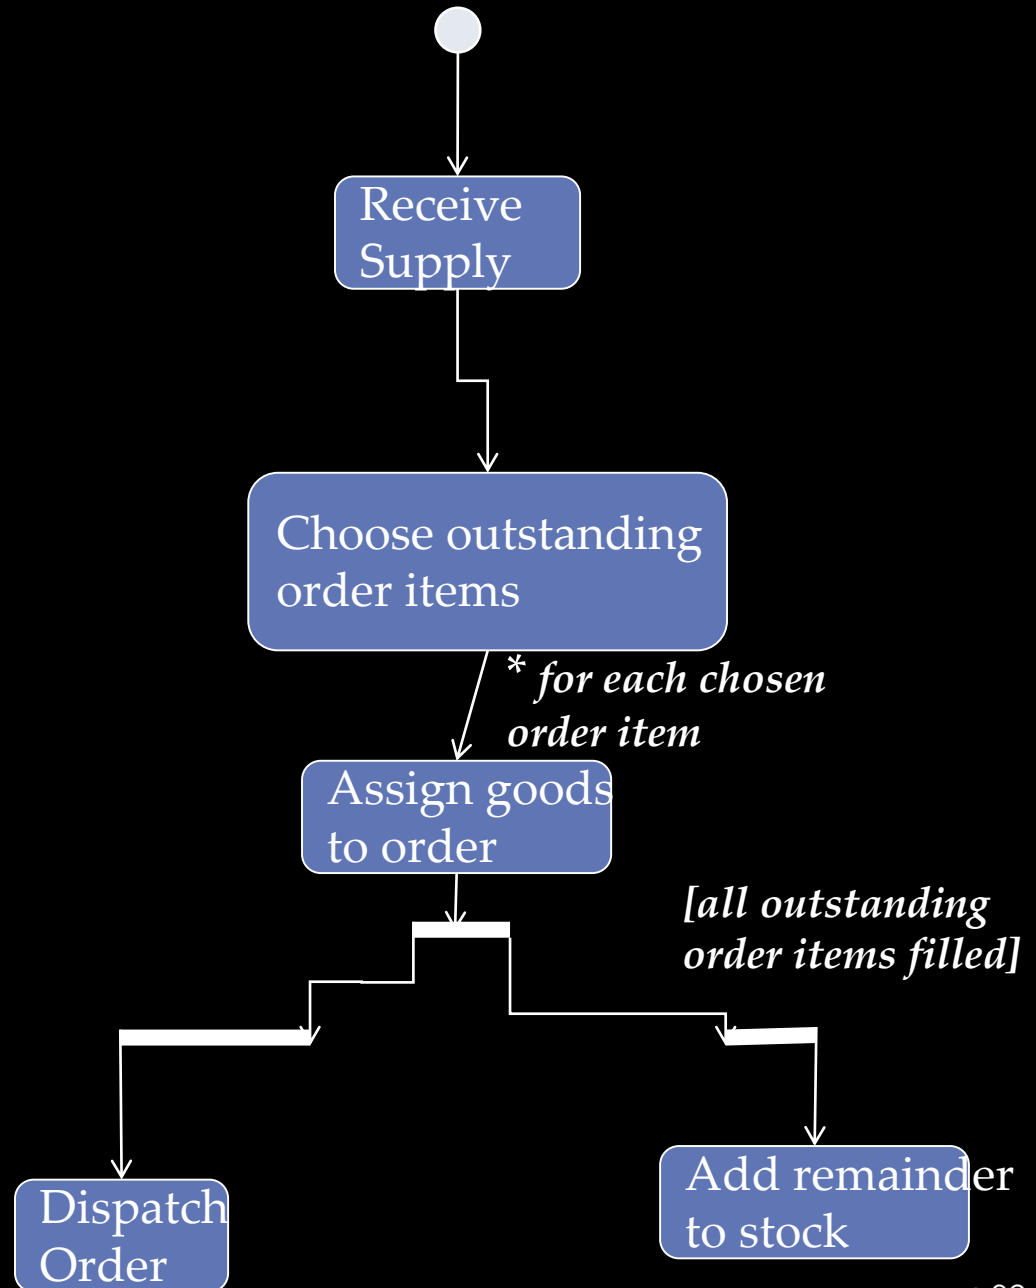 Receive
Supply
Choose outstanding
order items
* for each chosen
order item
Assign goods
to order
[all outstanding
order items filled]
Dispatch
Order
Add remainder
to stock